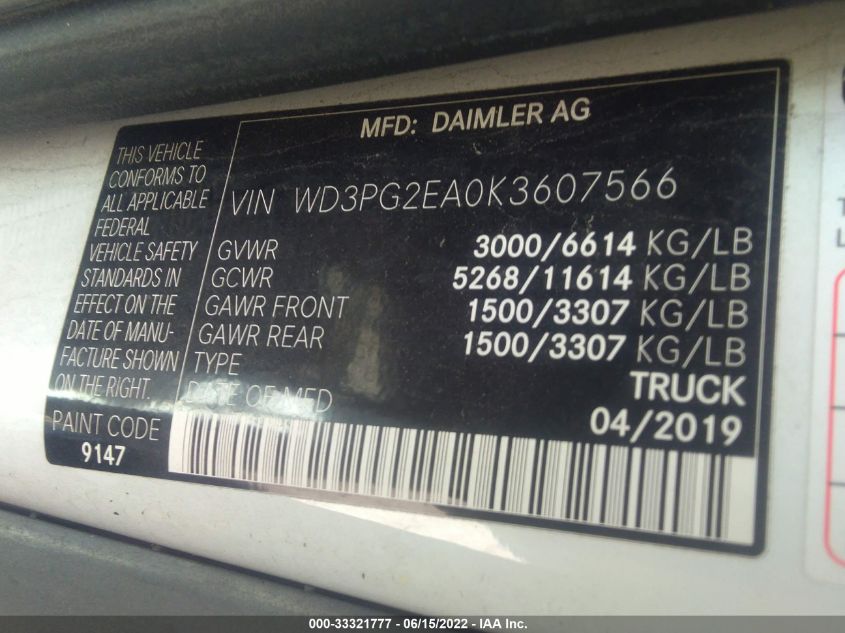 MFD: DAIMLER AG
THIS VEHICLE
CONFORMS TO
ALL APPLICABLE
FEDERAL
VEHICLE SAFETY
STANDARDS IN
EFFECT ON THE
DATE OF MANU-
FACTURE SHOWN
ON THE RIGHT.
PAINT CODE
9147
VIN WD3PG2EA0K3607566
GVWR 3000/6614 KG/LB
GCWR 5268/11614 KG/LB
GAWR FRONT 1500/3307 KG/LB
GAWR REAR 1500/3307 KG/LB
TYPE TRUCK
DATE OF MFD 04/2019
000-33321777 - 06/15/2022 - IAA Inc.